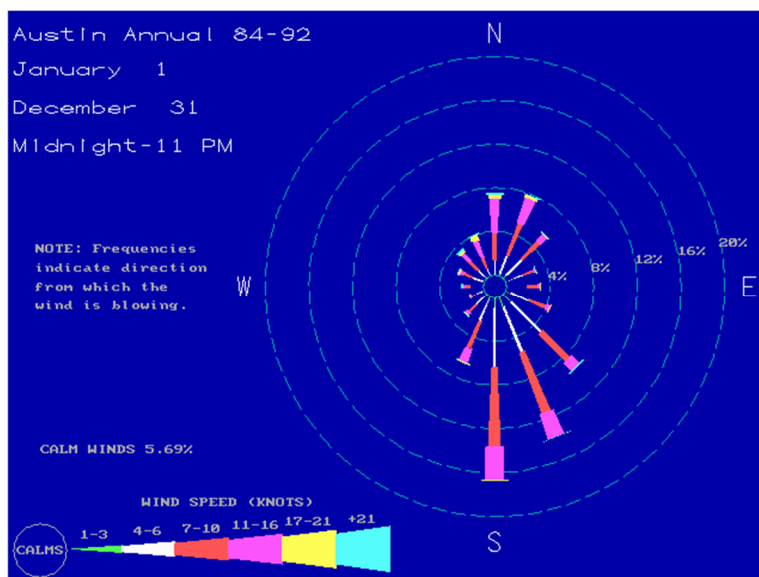 Austin Annual 84-92
January 1
December 31
Midnight-11 PM
N
NOTE: Frequencies
indicate direction
from which the
wind is blowing.
W
4%
8%
12%
16%
20%
E
CALM WINDS 5.69%
WIND SPEED (KNOTS)
CALMS
1-3
4-6
7-10
11-16
17-21
+21
S